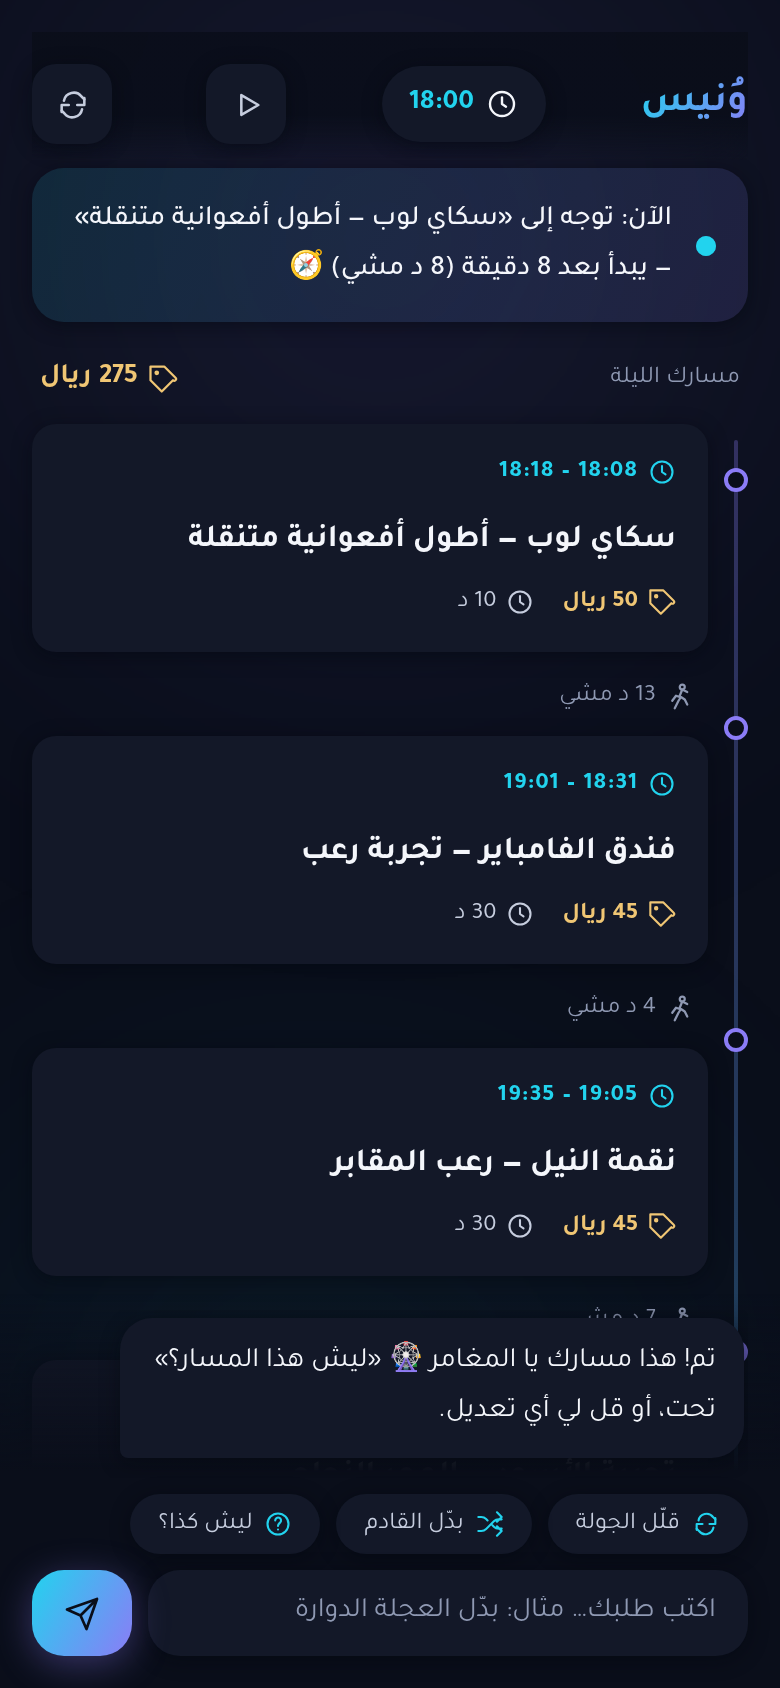 وَنيس
18:00
الآن: توجه إلى «سكاي لوب – أطول أفعوانية متنقلة»
– يبدأ بعد 8 دقيقة (8 د مشي) 🧭
مسارك الليلة
275 ريال
18:08 - 18:18
سكاي لوب – أطول أفعوانية متنقلة
50 ريال
10 د
13 د مشي
18:31 - 19:01
فندق الفامباير – تجربة رعب
45 ريال
30 د
4 د مشي
19:05 - 19:35
نقمة النيل – رعب المقابر
45 ريال
30 د
7 د مشي
تم! هذا مسارك يا المغامر 🎡 «ليش هذا المسار؟»
تحت، أو قل لي أي تعديل.
قلّل الجولة
بدّل القادم
ليش كذا؟
اكتب طلبك... مثال: بدّل العجلة الدوارة